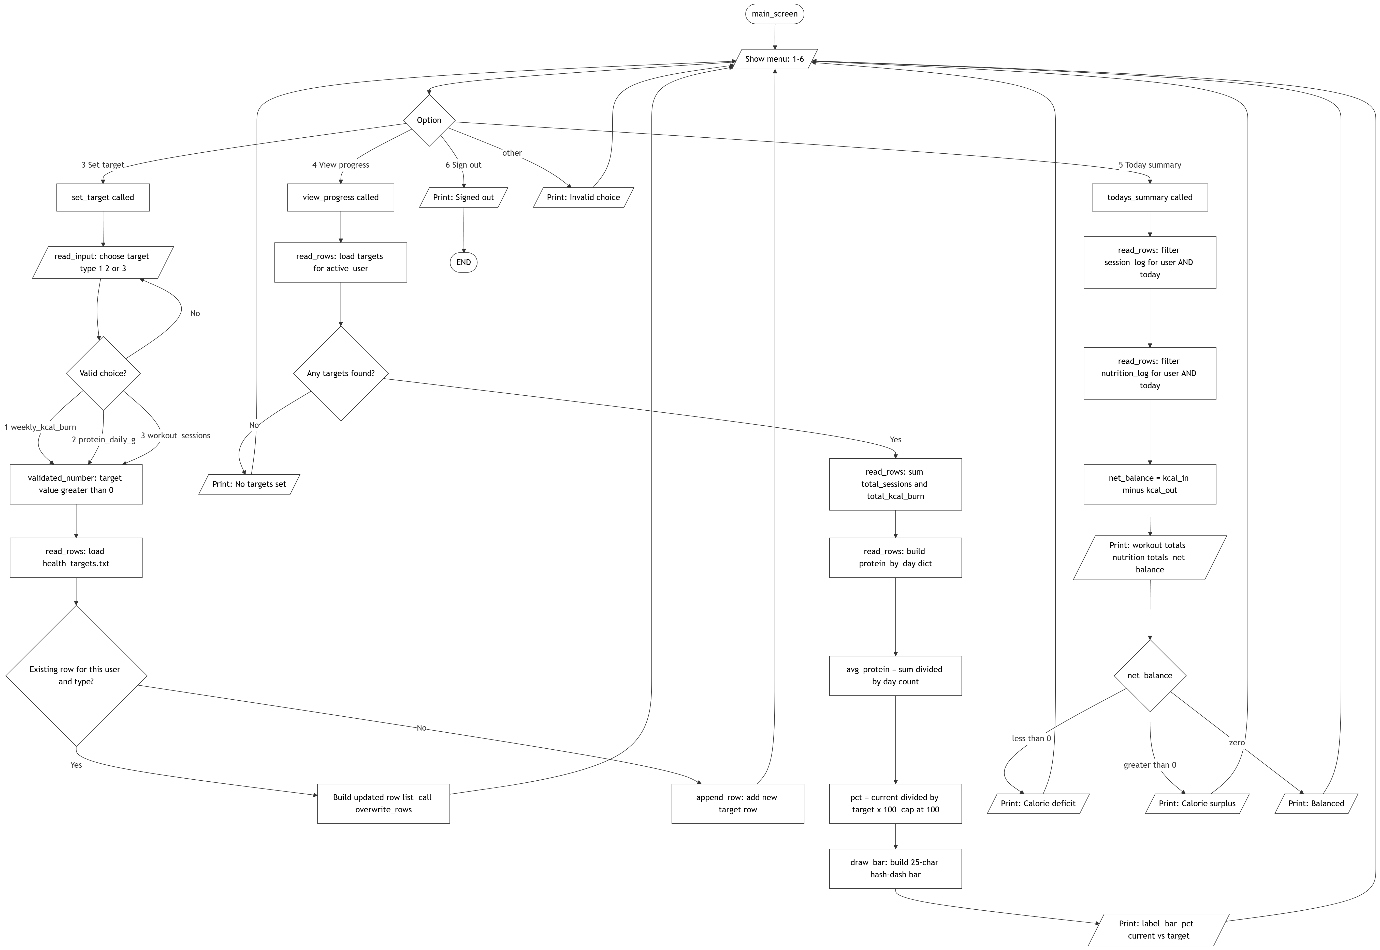 main_screen
Show menu: 1-6
Option
3 Set target
4 View progress
6 Sign out
other
5 Today summary
set_target called
view_progress called
Print: Signed out
Print: Invalid choice
todays_summary called
read_input: choose target
type 1 2 or 3
read_rows: load targets
for active_user
END
read_rows: filter
session_log for user AND
today
No
Valid choice?
Any targets found?
read_rows: filter
nutrition_log for user AND
today
1 weekly_kcal_burn
2 protein_daily_g
3 workout_sessions
No
Yes
validated_number: target
value greater than 0
Print: No targets set
read_rows: sum
total_sessions and
total_kcal_burn
net_balance = kcal_in
minus kcal_out
read_rows: load
health_targets.txt
read_rows: build
protein_by_day dict
Print: workout totals
nutrition totals net
balance
Existing row for this user
and type?
avg_protein = sum divided
by day count
net_balance
No
Yes
less than 0
greater than 0
zero
Build updated row list call
overwrite_rows
append_row: add new
target row
pct = current divided by
target x 100 cap at 100
Print: Calorie deficit
Print: Calorie surplus
Print: Balanced
draw_bar: build 25-char
hash-dash bar
Print: label bar pct
current vs target